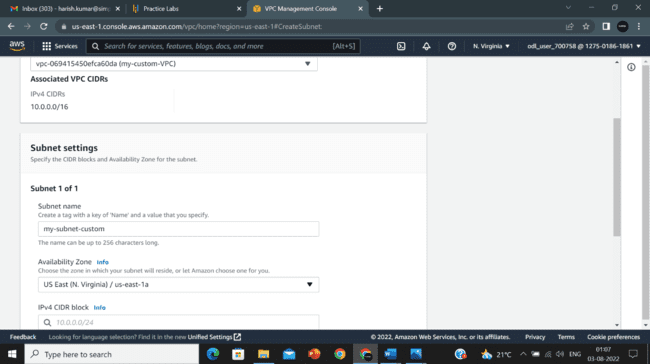 Inbox (303) - harish.kumar@sim
Practice Labs
VPC Management Console
us-east-1.console.aws.amazon.com/vpc/home?region=us-east-1#CreateSubnet:
aws
Services
Search for services, features, blogs, docs, and more
[Alt+S]
N. Virginia
odl_user_700758 @ 1275-0186-1861
vpc-069415450efca60da (my-custom-VPC)
Associated VPC CIDRs
IPv4 CIDRs
10.0.0.0/16
Subnet settings
Specify the CIDR blocks and Availability Zone for the subnet.
Subnet 1 of 1
Subnet name
Create a tag with a key of 'Name' and a value that you specify.
my-subnet-custom
The name can be up to 256 characters long.
Availability Zone Info
Choose the zone in which your subnet will reside, or let Amazon choose one for you.
US East (N. Virginia) / us-east-1a
IPv4 CIDR block Info
10.0.0.0/24
Feedback
Looking for language selection? Find it in the new Unified Settings
© 2022, Amazon Web Services, Inc. or its affiliates.
Privacy
Terms
Cookie preferences
Type here to search
21°C
ENG
01:07
03-08-2022